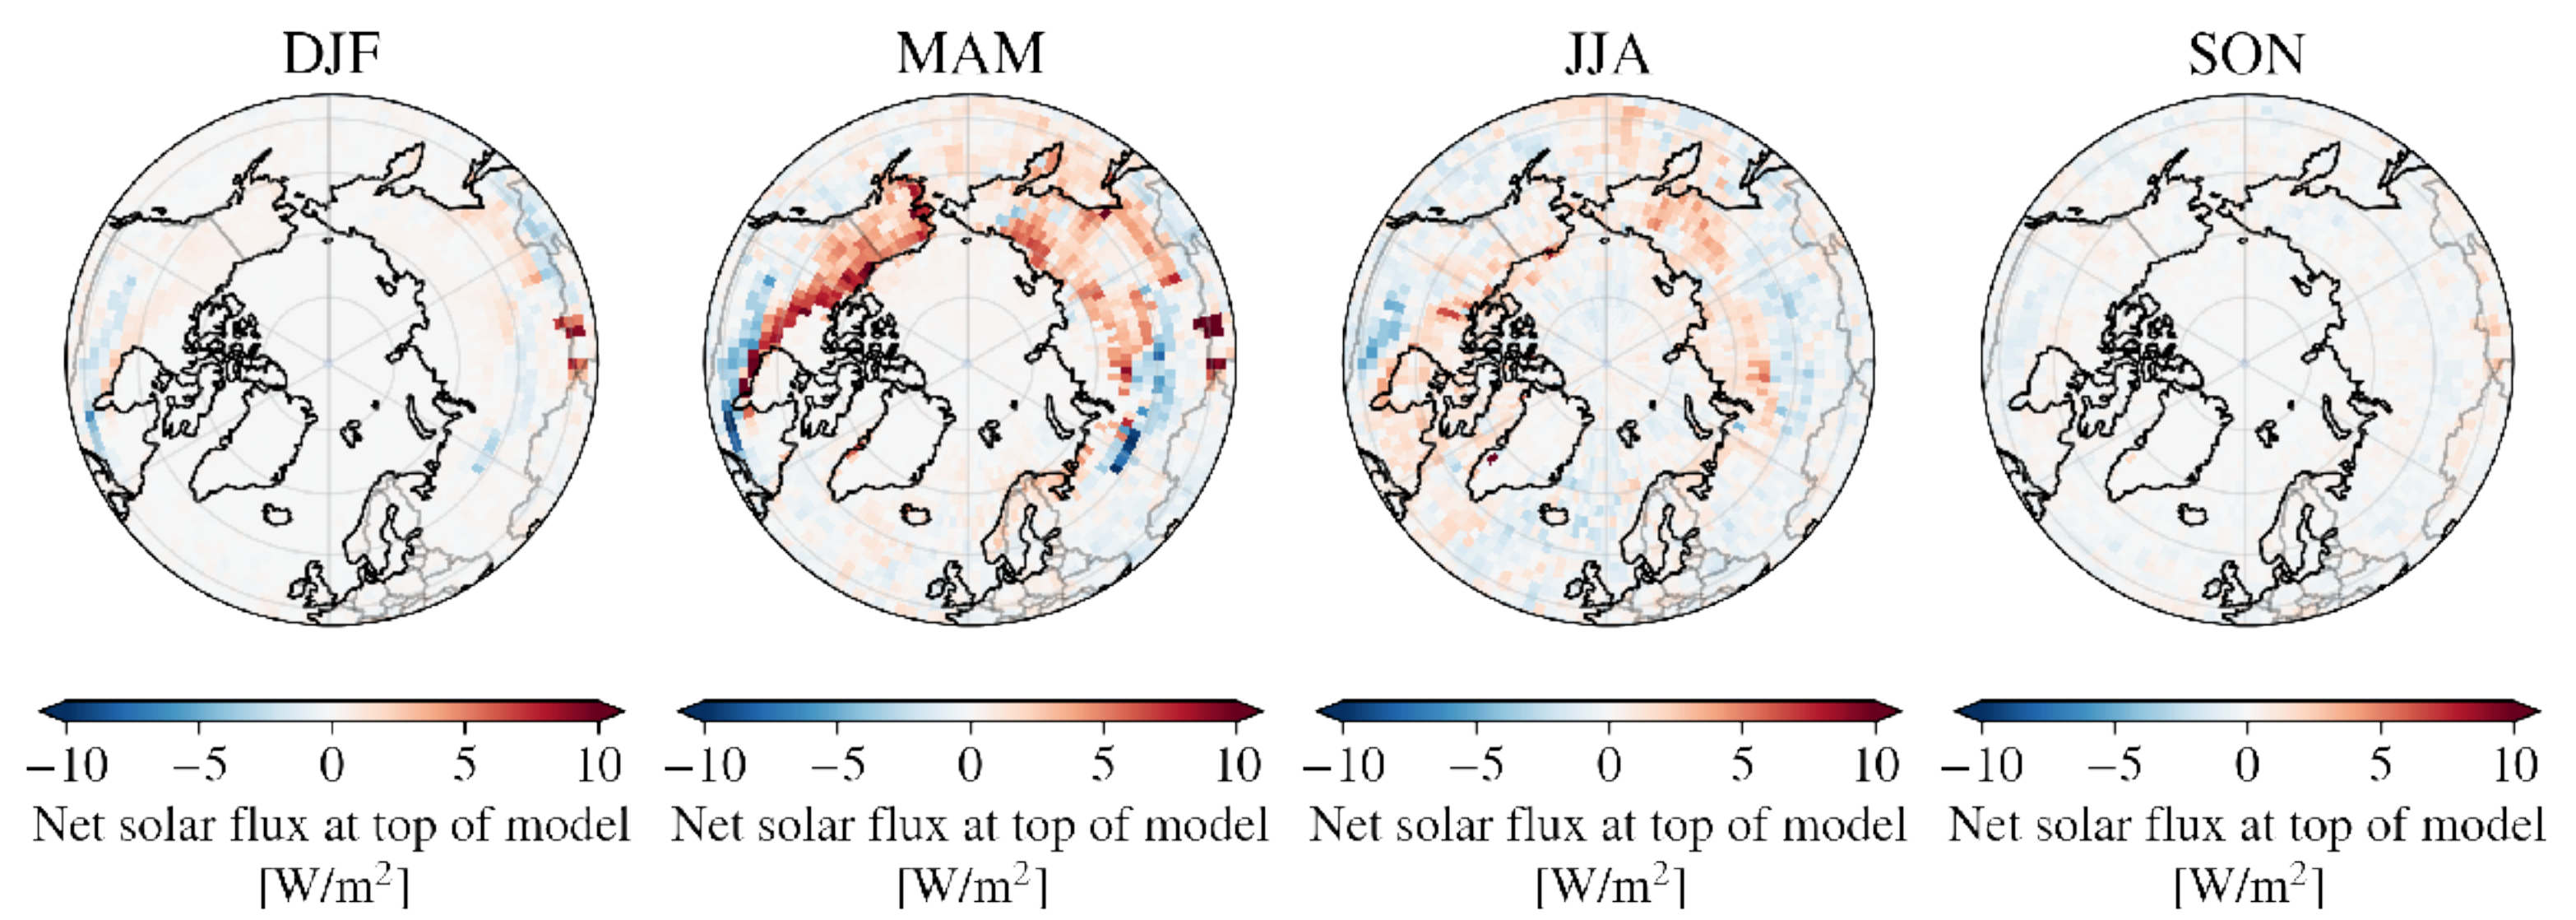 DJF MAM JJA SON
−10 −5 0 5 10 −10 −5 0 5 10 −10 −5 0 5 10 −10 −5 0 5 10
Net solar flux at top of model Net solar flux at top of model Net solar flux at top of model Net solar flux at top of model
[W/m²] [W/m²] [W/m²] [W/m²]